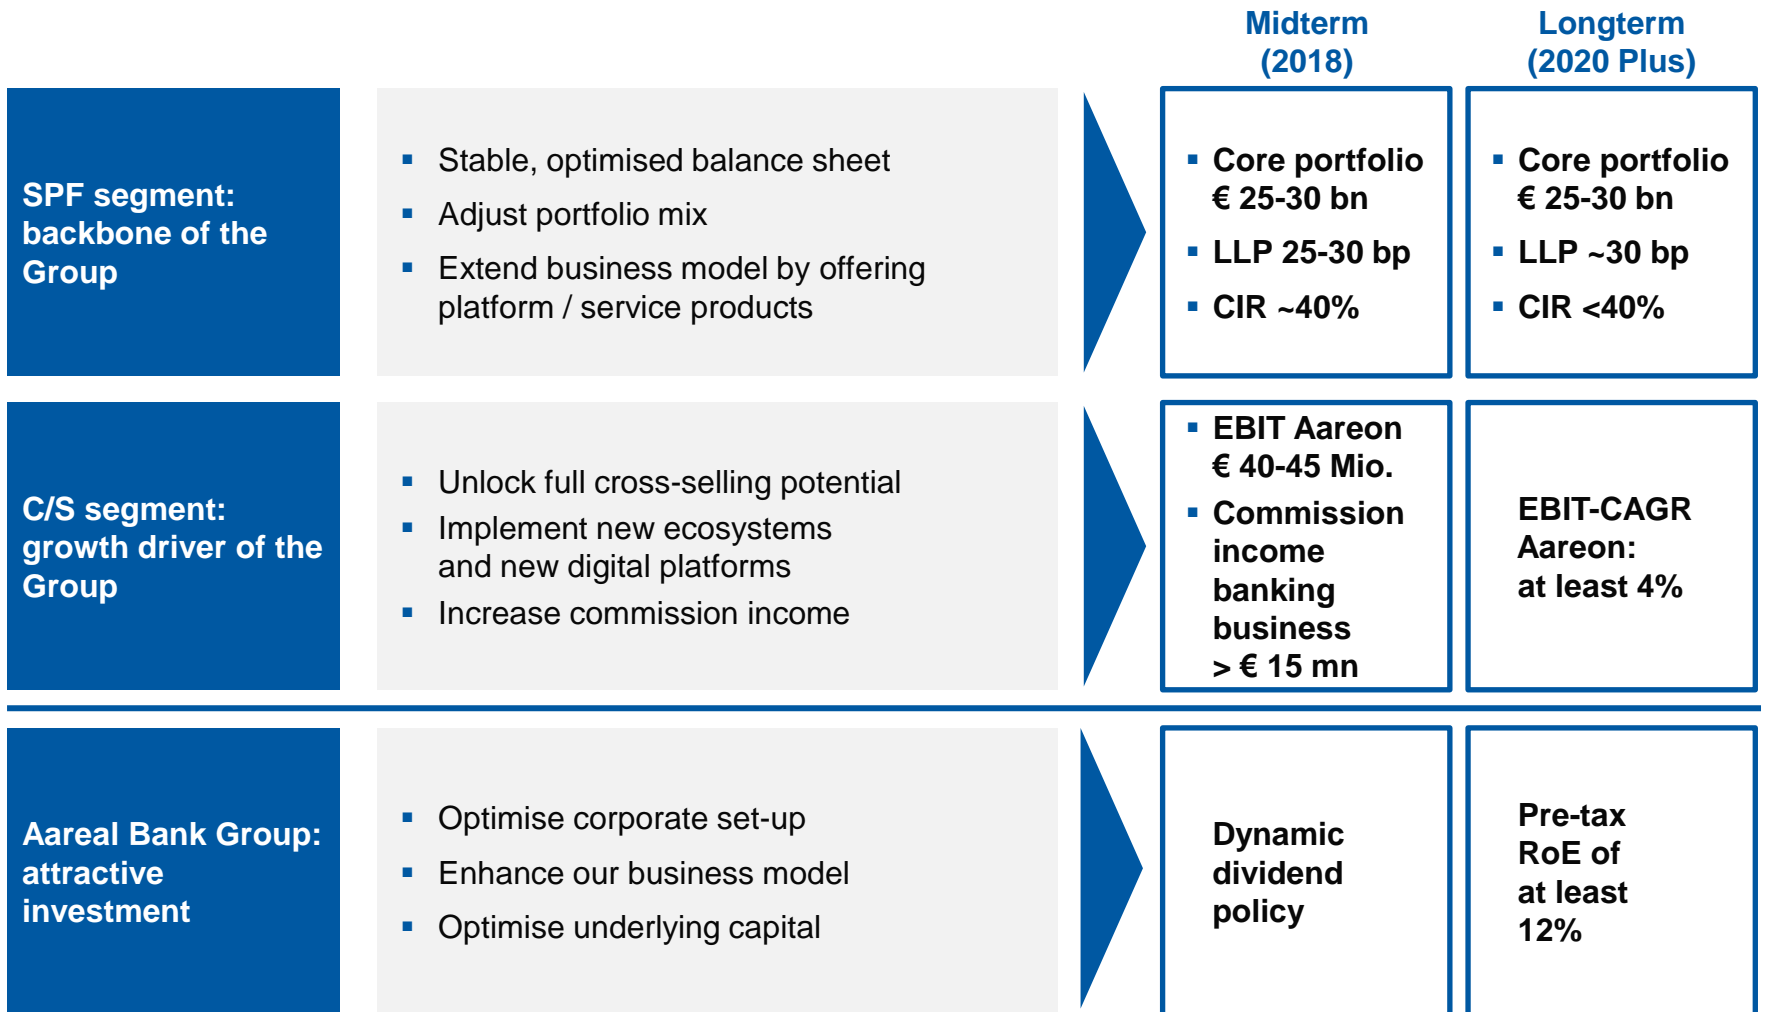 Midterm
(2018)
Longterm
(2020 Plus)
SPF segment:
backbone of the
Group
▪ Stable, optimised balance sheet
▪ Adjust portfolio mix
▪ Extend business model by offering
platform / service products
▪ Core portfolio
€ 25-30 bn
▪ LLP 25-30 bp
▪ CIR ~40%
▪ Core portfolio
€ 25-30 bn
▪ LLP ~30 bp
▪ CIR <40%
C/S segment:
growth driver of the
Group
▪ Unlock full cross-selling potential
▪ Implement new ecosystems
and new digital platforms
▪ Increase commission income
▪ EBIT Aareon
€ 40-45 Mio.
▪ Commission
income
banking
business
> € 15 mn
EBIT-CAGR
Aareon:
at least 4%
Aareal Bank Group:
attractive
investment
▪ Optimise corporate set-up
▪ Enhance our business model
▪ Optimise underlying capital
Dynamic
dividend
policy
Pre-tax
RoE of
at least
12%